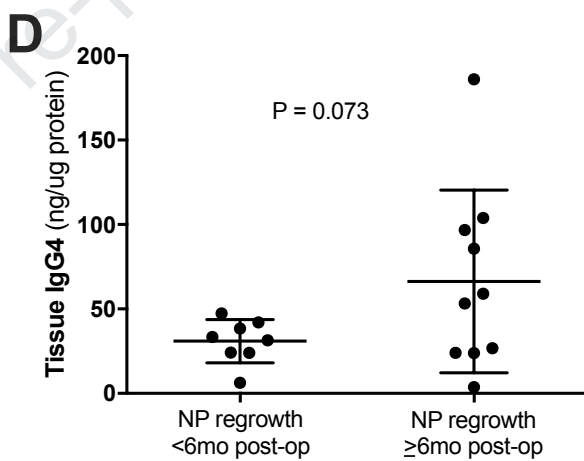 D
re-
200
P = 0.073
150
100
50
0
Tissue IgG4 (ng/ug protein)
NP regrowth
<6mo post-op
NP regrowth
≥6mo post-op